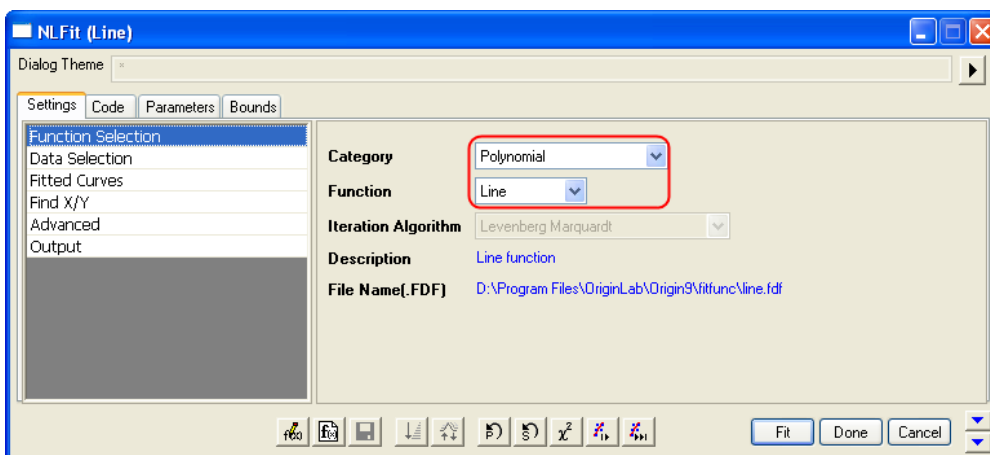 NLFit (Line)
Dialog Theme *
Settings Code Parameters Bounds
Function Selection
Data Selection
Fitted Curves
Find X/Y
Advanced
Output
Category Polynomial
Function Line
Iteration Algorithm Levenberg Marquardt
Description Line function
File Name(.FDF) D:\Program Files\OriginLab\Origin9\fitfunc\line.fdf
Fit Done Cancel